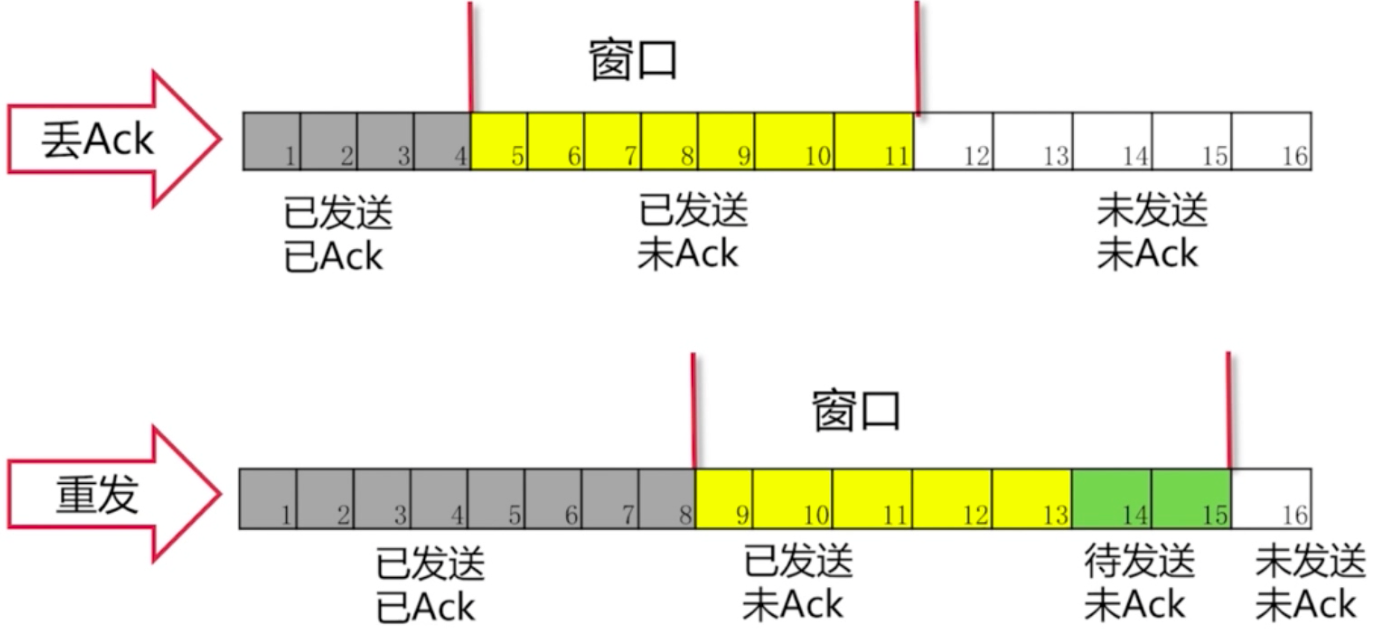 窗口
丢Ack
1 2 3 4 5 6 7 8 9 10 11 12 13 14 15 16
已发送 已发送 未发送
已Ack 未Ack 未Ack
窗口
重发
1 2 3 4 5 6 7 8 9 10 11 12 13 14 15 16
已发送 已发送 待发送 未发送
已Ack 未Ack 未Ack 未Ack